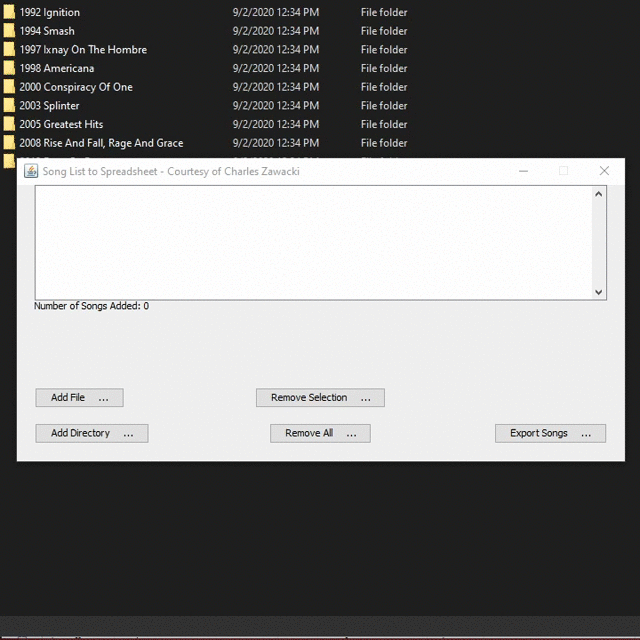 1992 Ignition 9/2/2020 12:34 PM File folder
1994 Smash 9/2/2020 12:34 PM File folder
1997 Ixnay On The Hombre 9/2/2020 12:34 PM File folder
1998 Americana 9/2/2020 12:34 PM File folder
2000 Conspiracy Of One 9/2/2020 12:34 PM File folder
2003 Splinter 9/2/2020 12:34 PM File folder
2005 Greatest Hits 9/2/2020 12:34 PM File folder
2008 Rise And Fall, Rage And Grace 9/2/2020 12:34 PM File folder
Song List to Spreadsheet - Courtesy of Charles Zawacki
Number of Songs Added: 0
Add File ... Remove Selection ...
Add Directory ... Remove All ... Export Songs ...